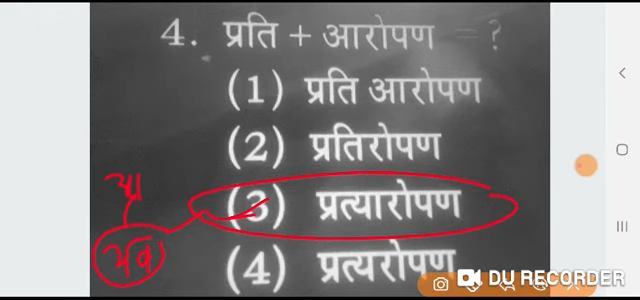 4. प्रति + आरोपण = ?
(1) प्रति आरोपण
(2) प्रतिरोपण
(3) प्रत्यारोपण
(4) प्रत्यरोपण
DU RECORDER